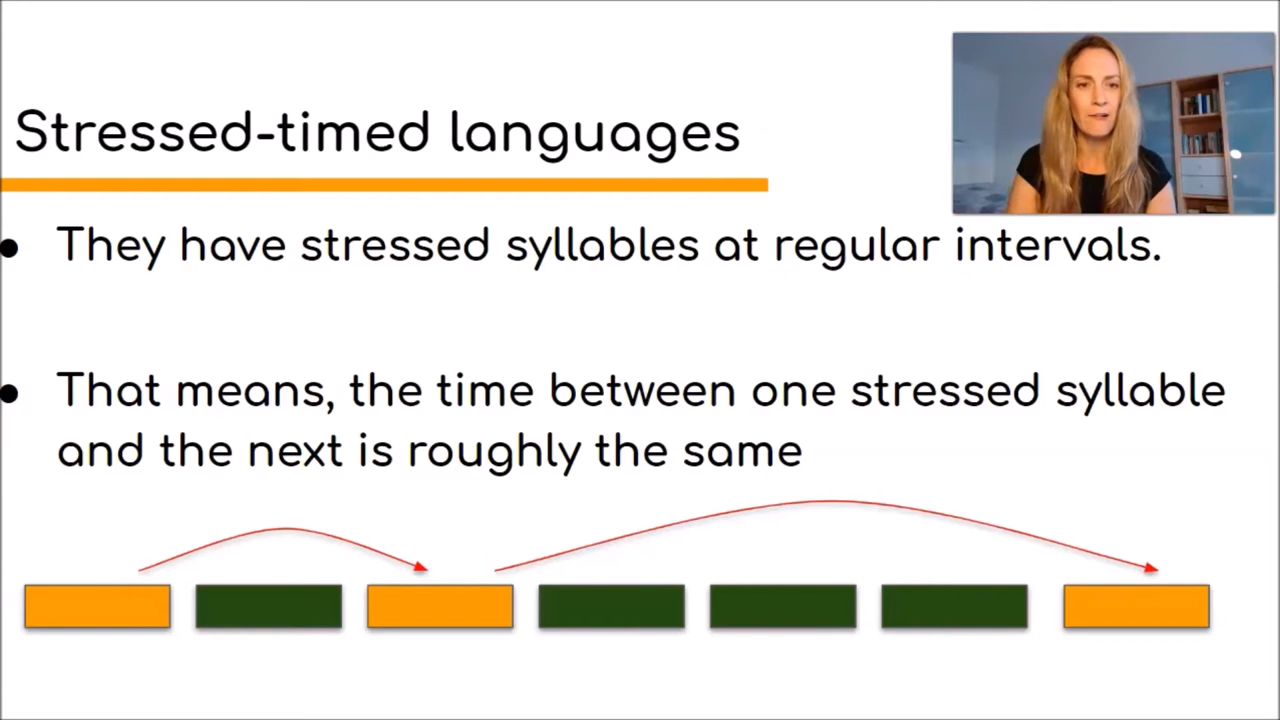 Stressed-timed languages
● They have stressed syllables at regular intervals.
● That means, the time between one stressed syllable
and the next is roughly the same